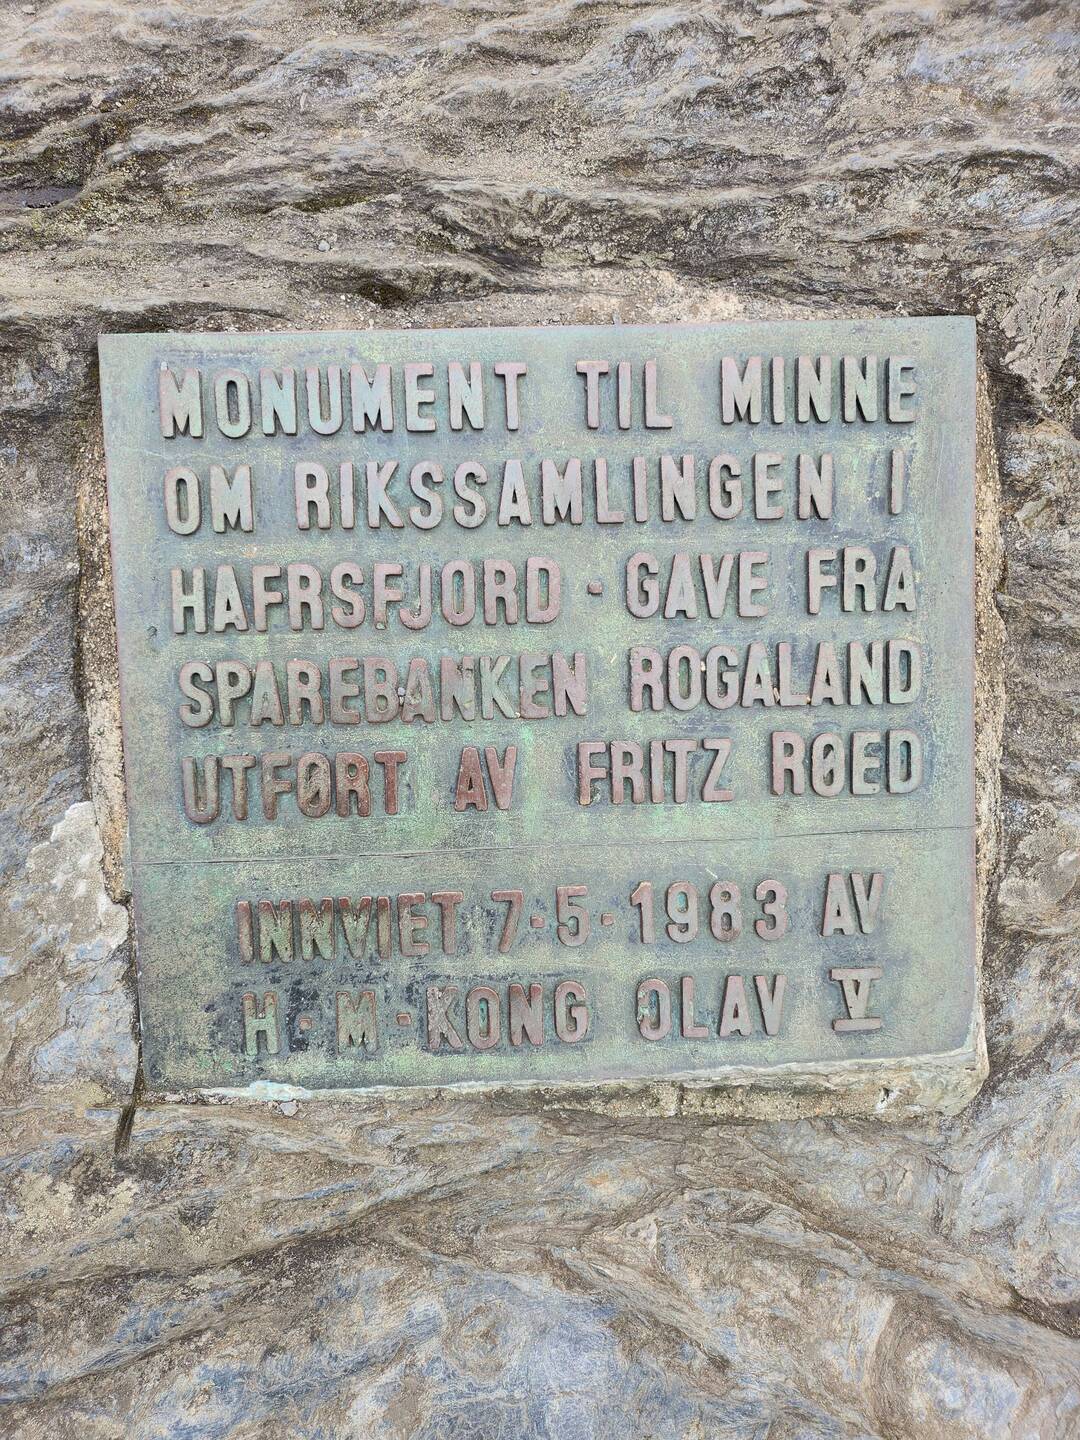 MONUMENT TIL MINNE
OM RIKSSAMLINGEN I
HAFRSFJORD · GAVE FRA
SPAREBANKEN ROGALAND
UTFØRT AV FRITZ RØED
INNVIET 7·5·1983 AV
H·M·KONG OLAV V